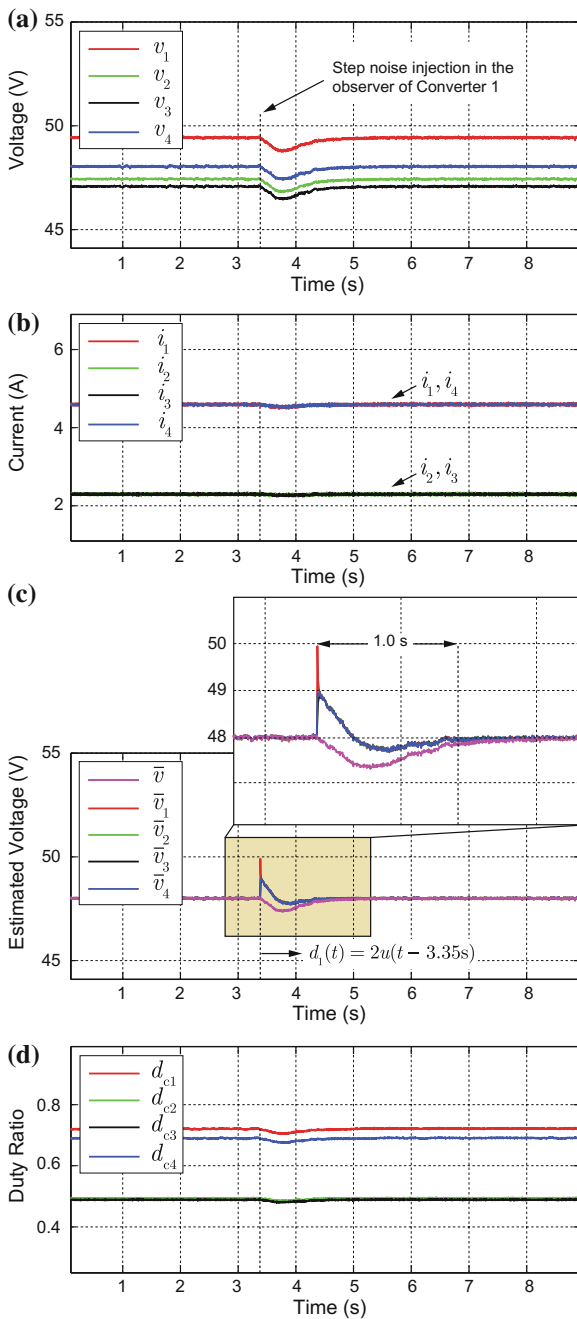 (a)
55
50
45
Voltage (V)
v1
v2
v3
v4
Step noise injection in the
observer of Converter 1
1 2 3 4 5 6 7 8
Time (s)
(b)
6
4
2
Current (A)
i1
i2
i3
i4
i1, i4
i2, i3
1 2 3 4 5 6 7 8
Time (s)
(c)
50
49
48
1.0 s
55
50
45
Estimated Voltage (V)
v̅
v̅1
v̅2
v̅3
v̅4
d1(t) = 2u(t − 3.35s)
1 2 3 4 5 6 7 8
Time (s)
(d)
0.8
0.6
0.4
Duty Ratio
dc1
dc2
dc3
dc4
1 2 3 4 5 6 7 8
Time (s)